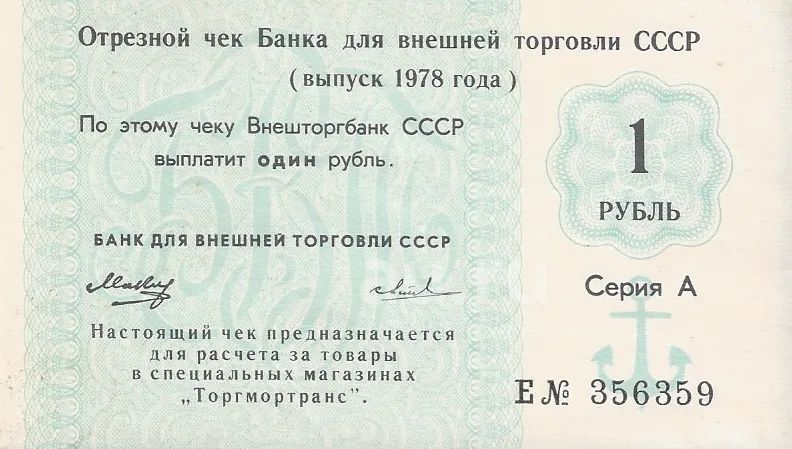 Отрезной чек Банка для внешней торговли СССР
(выпуск 1978 года)
По этому чеку Внешторгбанк СССР
выплатит один рубль.
1
РУБЛЬ
БАНК ДЛЯ ВНЕШНЕЙ ТОРГОВЛИ СССР
Серия А
Настоящий чек предназначается
для расчета за товары
в специальных магазинах
„Торгмортранс".
Е № 356359